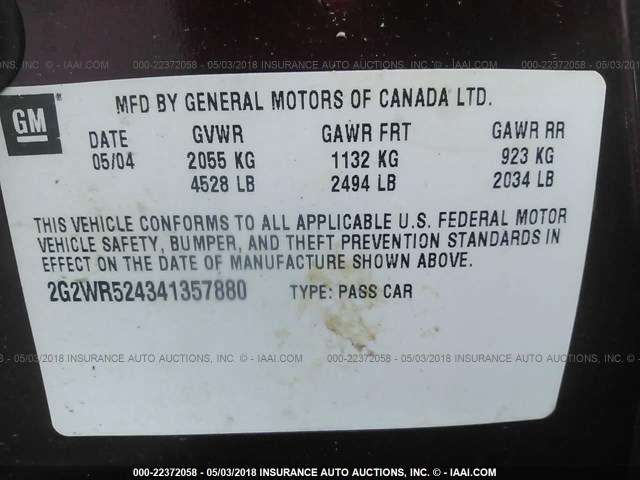 000-22372058 - 05/03/2018 INSURANCE AUTO AUCTIONS, INC. - © IAAI.COM
GM
MFD BY GENERAL MOTORS OF CANADA LTD.
DATE GVWR GAWR FRT GAWR RR
05/04 2055 KG 1132 KG 923 KG
4528 LB 2494 LB 2034 LB
THIS VEHICLE CONFORMS TO ALL APPLICABLE U.S. FEDERAL MOTOR
VEHICLE SAFETY, BUMPER, AND THEFT PREVENTION STANDARDS IN
EFFECT ON THE DATE OF MANUFACTURE SHOWN ABOVE.
2G2WR524341357880 TYPE: PASS CAR
000-22372058 - 05/03/2018 INSURANCE AUTO AUCTIONS, INC. - © IAAI.COM
000-22372058 - 05/03/2018 INSURANCE AUTO AUCTIONS, INC. - © IAAI.COM